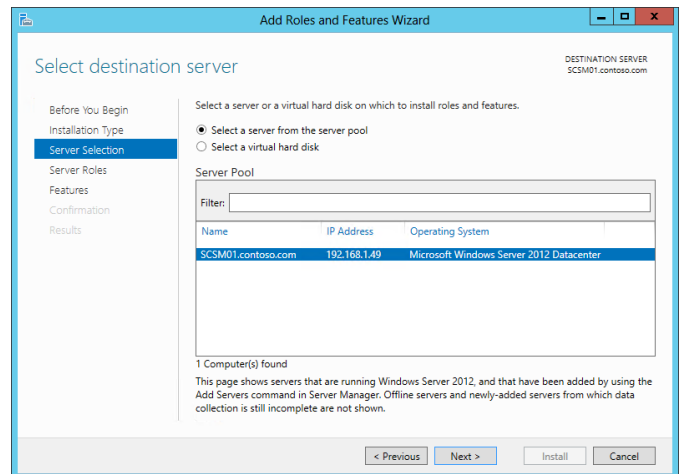 Add Roles and Features Wizard
Select destination server
DESTINATION SERVER
SCSM01.contoso.com
Before You Begin
Installation Type
Server Selection
Server Roles
Features
Confirmation
Results
Select a server or a virtual hard disk on which to install roles and features.
Select a server from the server pool
Select a virtual hard disk
Server Pool
Filter:
Name IP Address Operating System
SCSM01.contoso.com 192.168.1.49 Microsoft Windows Server 2012 Datacenter
1 Computer(s) found
This page shows servers that are running Windows Server 2012, and that have been added by using the
Add Servers command in Server Manager. Offline servers and newly-added servers from which data
collection is still incomplete are not shown.
< Previous Next > Install Cancel